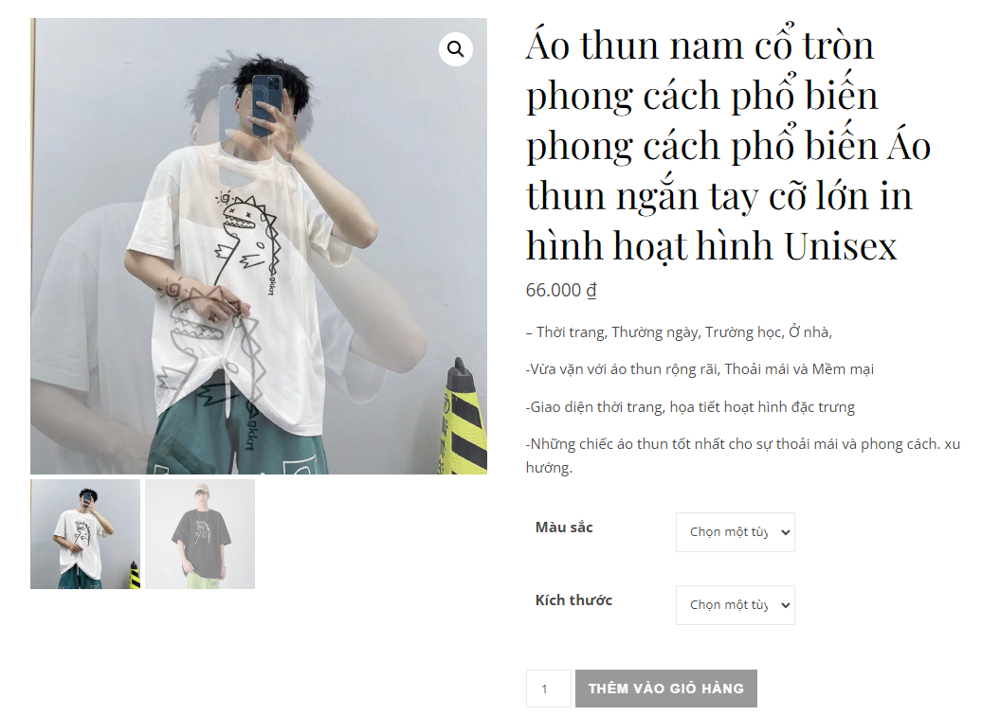 Áo thun nam cổ tròn
phong cách phổ biến
phong cách phổ biến Áo
thun ngắn tay cỡ lớn in
hình hoạt hình Unisex
66.000 ₫
– Thời trang, Thường ngày, Trường học, Ở nhà,
-Vừa vặn với áo thun rộng rãi, Thoải mái và Mềm mại
-Giao diện thời trang, họa tiết hoạt hình đặc trưng
-Những chiếc áo thun tốt nhất cho sự thoải mái và phong cách. xu
hướng.
Màu sắc
Chọn một tùy
Kích thước
Chọn một tùy
1
THÊM VÀO GIỎ HÀNG
gkkrt
gkkrt